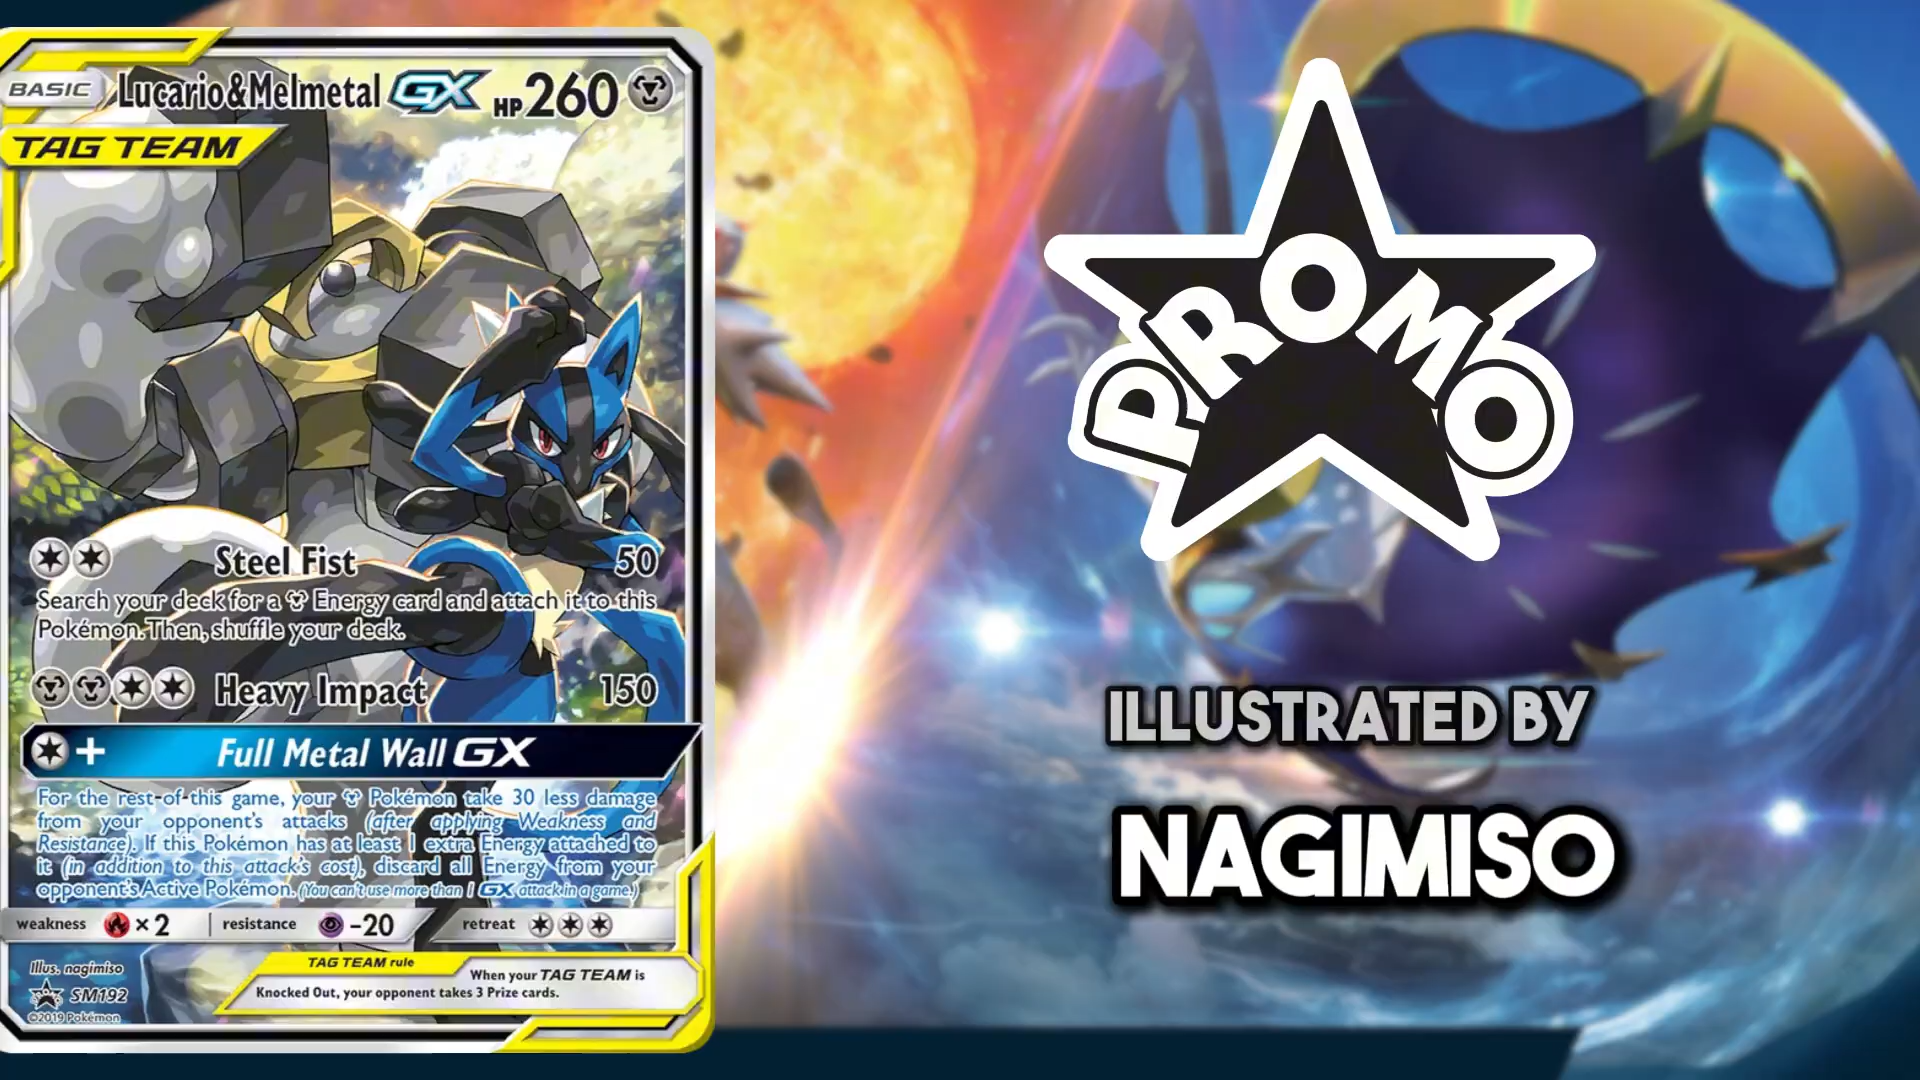 BASIC Lucario&Melmetal GX HP 260
TAG TEAM
Steel Fist 50
Search your deck for a Energy card and attach it to this
Pokémon. Then, shuffle your deck.
Heavy Impact 150
+ Full Metal Wall GX
For the rest of this game, your Pokémon take 30 less damage
from your opponent's attacks (after applying Weakness and
Resistance). If this Pokémon has at least 1 extra Energy attached to
it (in addition to this attack's cost), discard all Energy from your
opponent's Active Pokémon. (You can't use more than 1 GX attack in a game.)
weakness ×2 resistance -20 retreat
Illus. nagimiso
SM192
©2019 Pokémon
TAG TEAM rule
When your TAG TEAM is
Knocked Out, your opponent takes 3 Prize cards.
PROMO
ILLUSTRATED BY
NAGIMISO